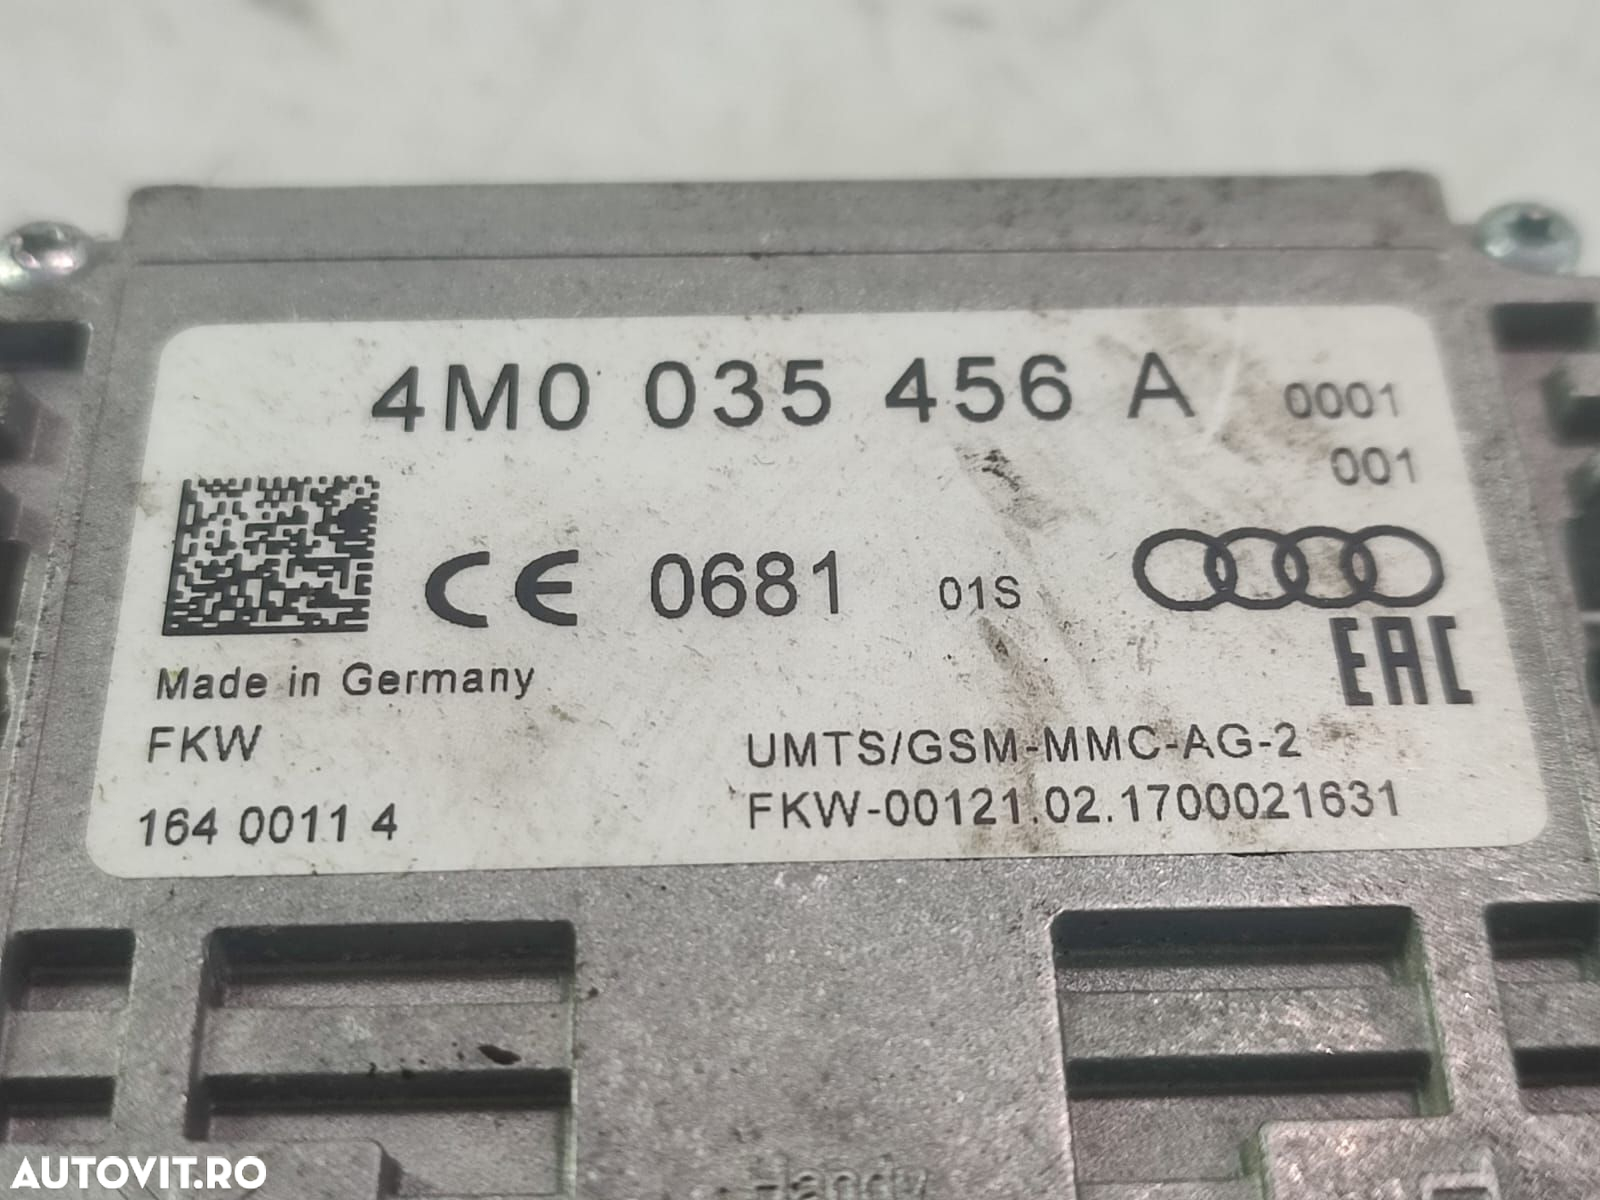 4M0 035 456 A 0001
001
CE 0681 01S
EAC
Made in Germany
FKW
UMTS/GSM-MMC-AG-2
164 0011 4
FKW-00121.02.1700021631
Handy
AUTOVIT.RO